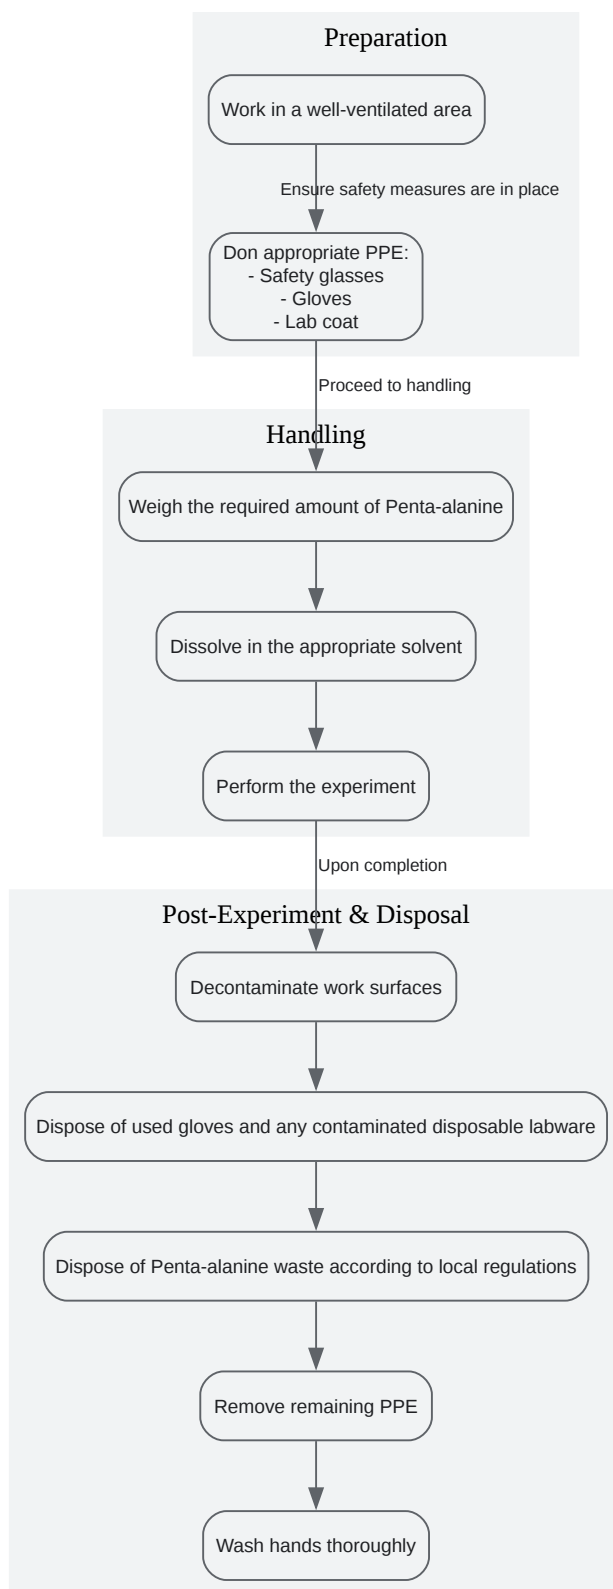 Preparation
Work in a well-ventilated area
Ensure safety measures are in place
Don appropriate PPE:
- Safety glasses
- Gloves
- Lab coat
Proceed to handling
Handling
Weigh the required amount of Penta-alanine
Dissolve in the appropriate solvent
Perform the experiment
Upon completion
Post-Experiment & Disposal
Decontaminate work surfaces
Dispose of used gloves and any contaminated disposable labware
Dispose of Penta-alanine waste according to local regulations
Remove remaining PPE
Wash hands thoroughly